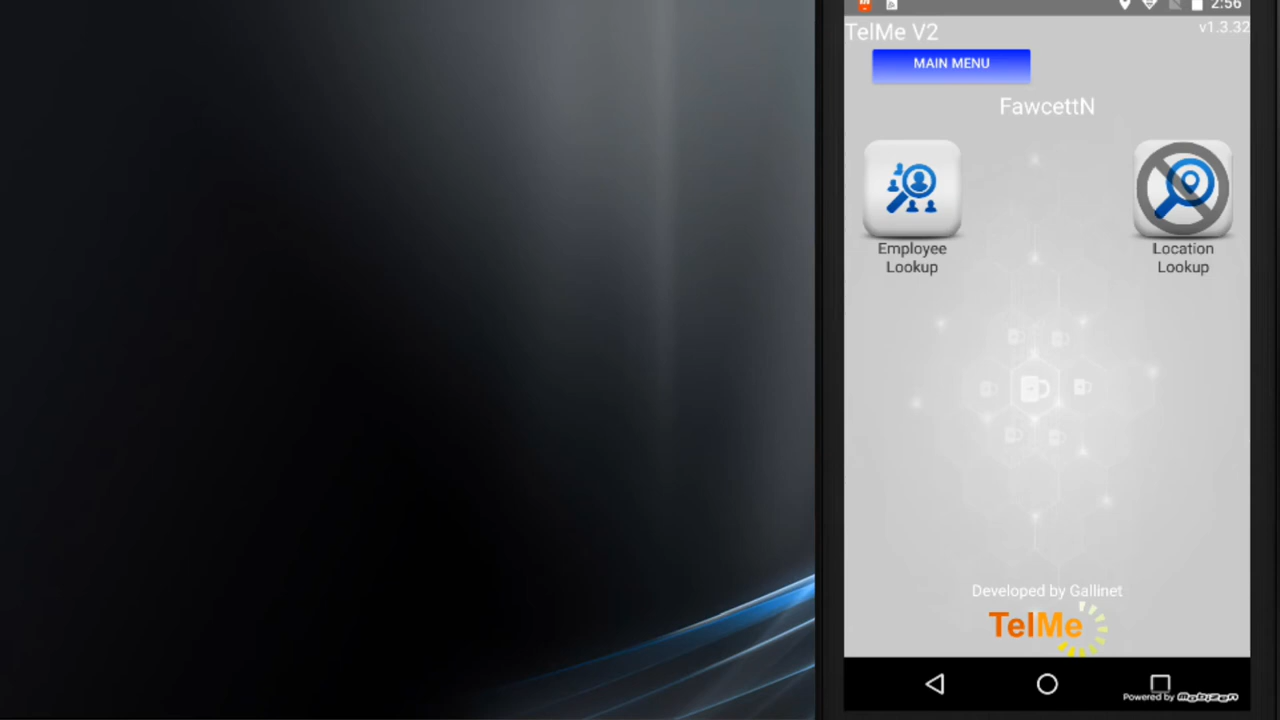 2:56
TelMe V2
v1.3.32
MAIN MENU
FawcettN
Employee
Lookup
Location
Lookup
Developed by Gallinet
TelMe
Powered by Mobizen